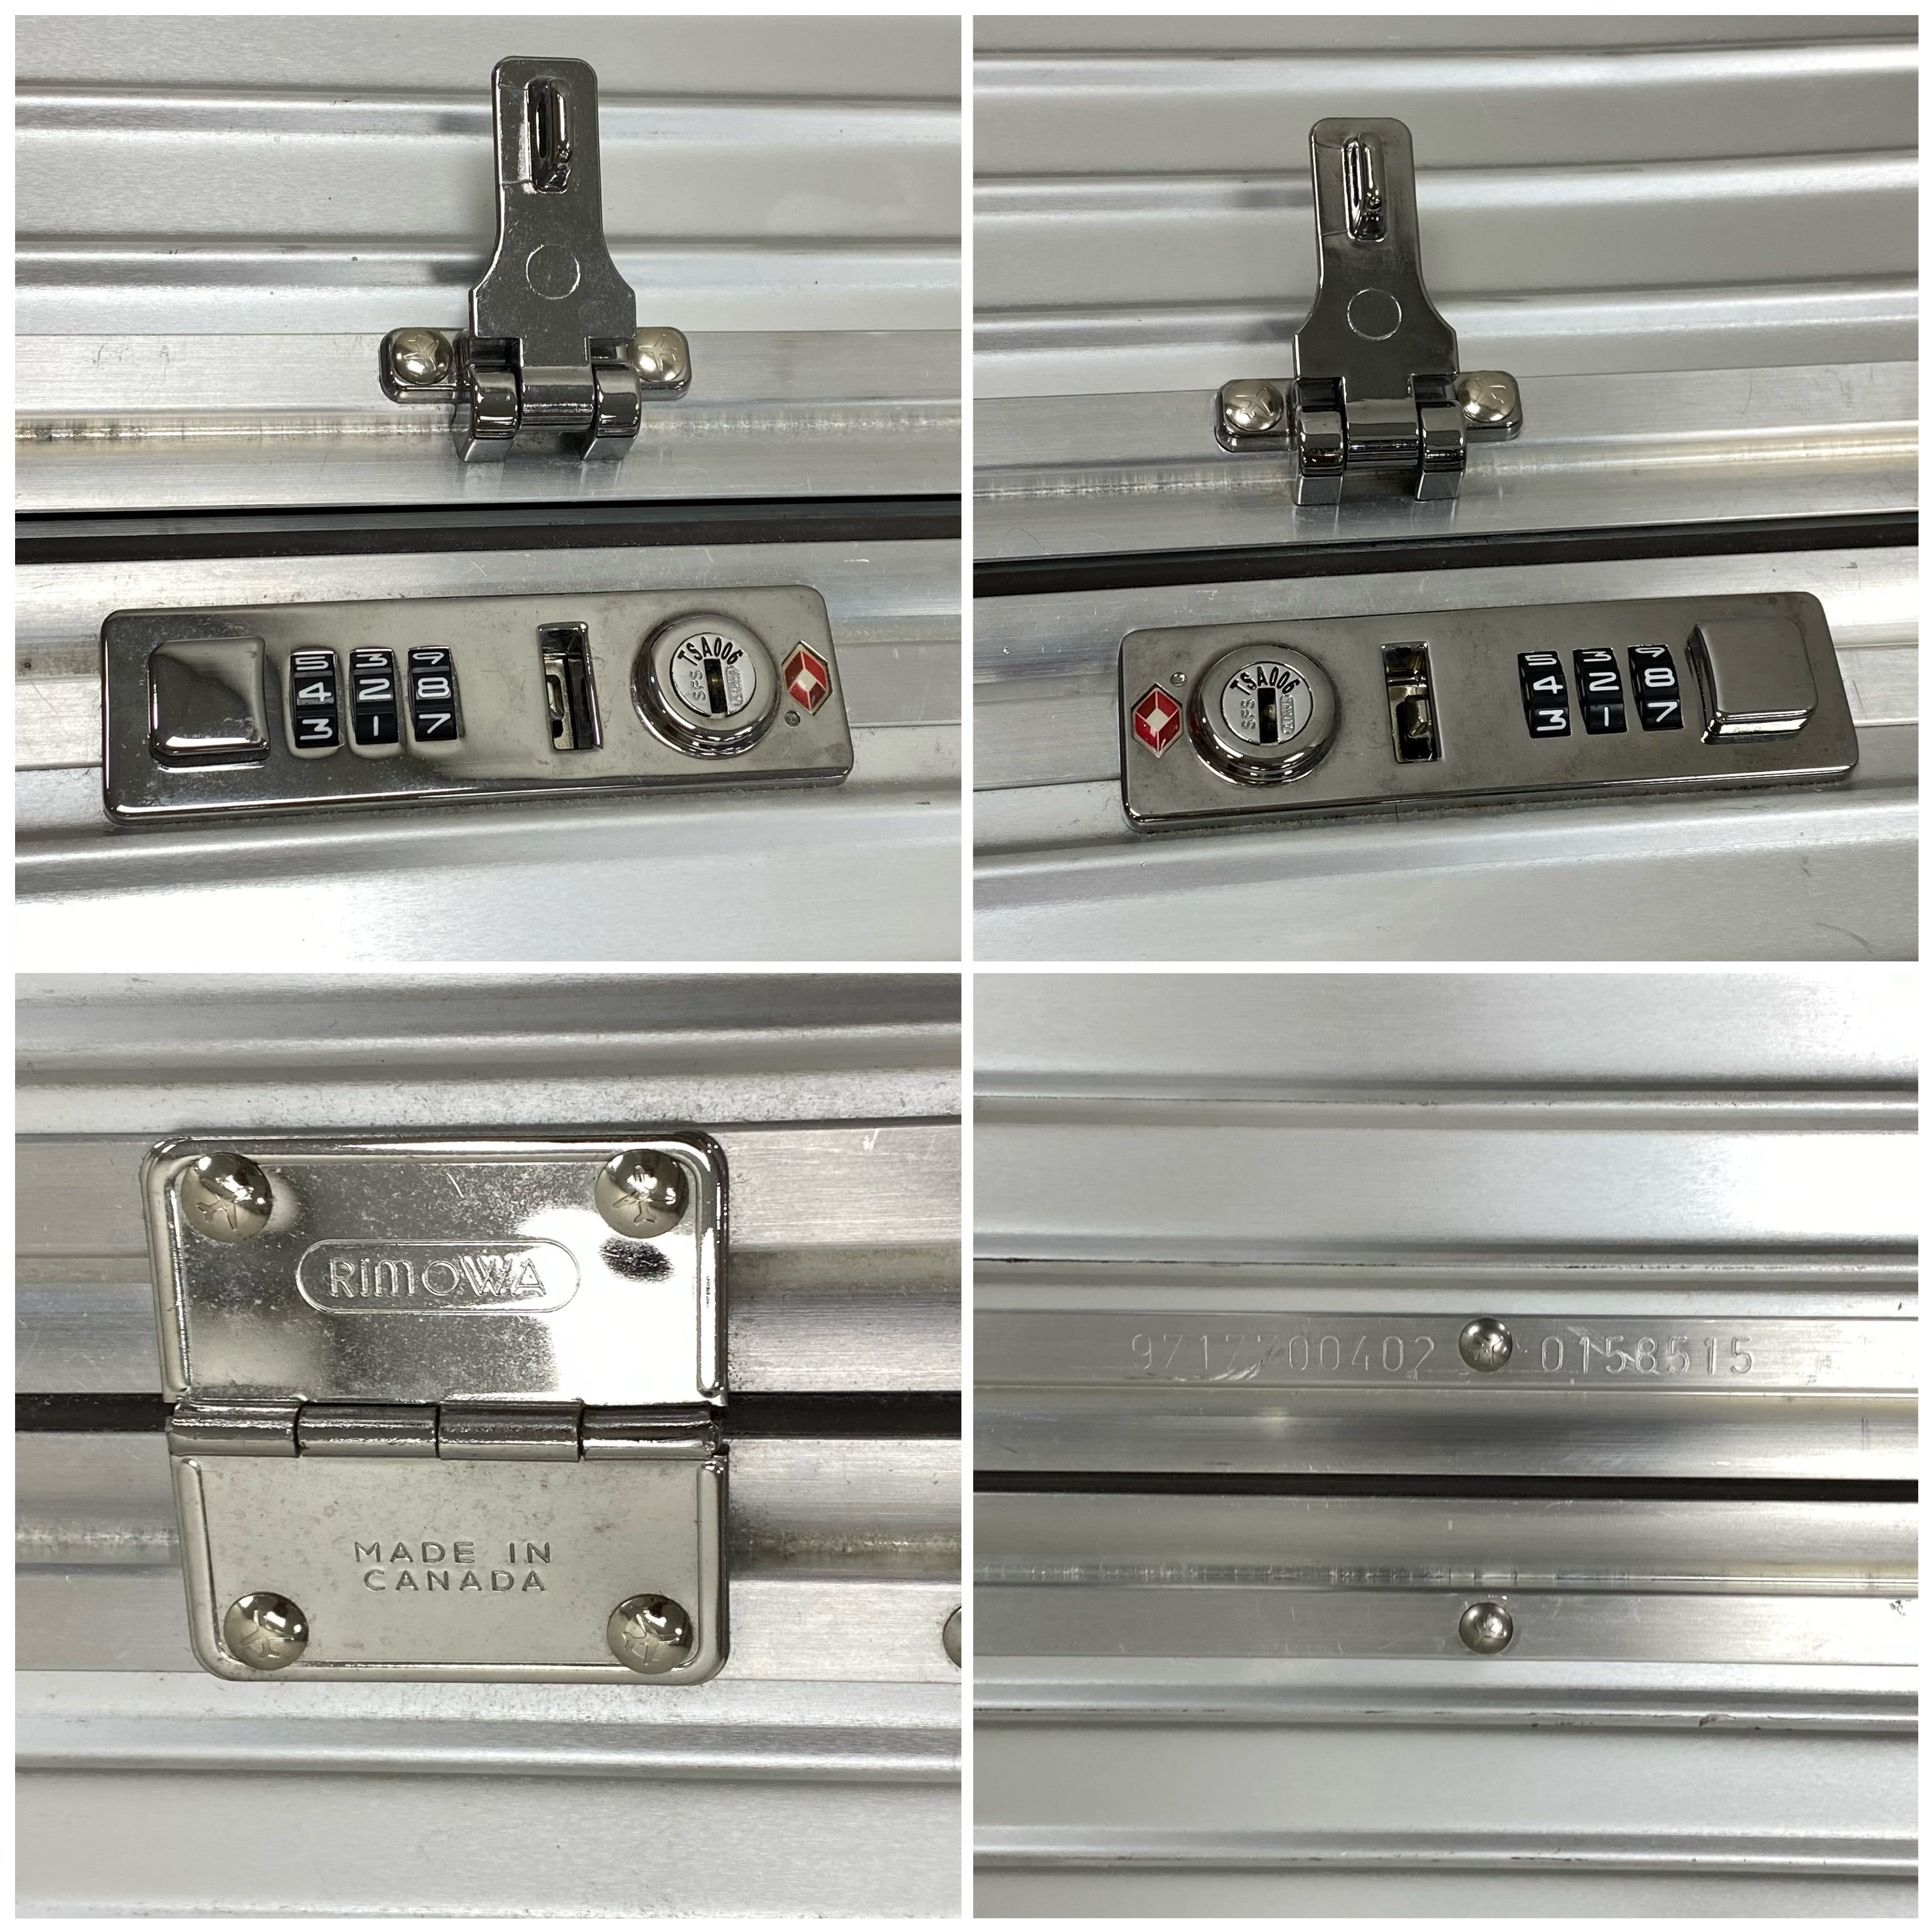 5 3 9
4 2 8
3 1 7
TSA006
SFS
TSA006
SFS
5 3 9
4 2 8
3 1 7
RIMOWA
MADE IN
CANADA
9717700402 0158515